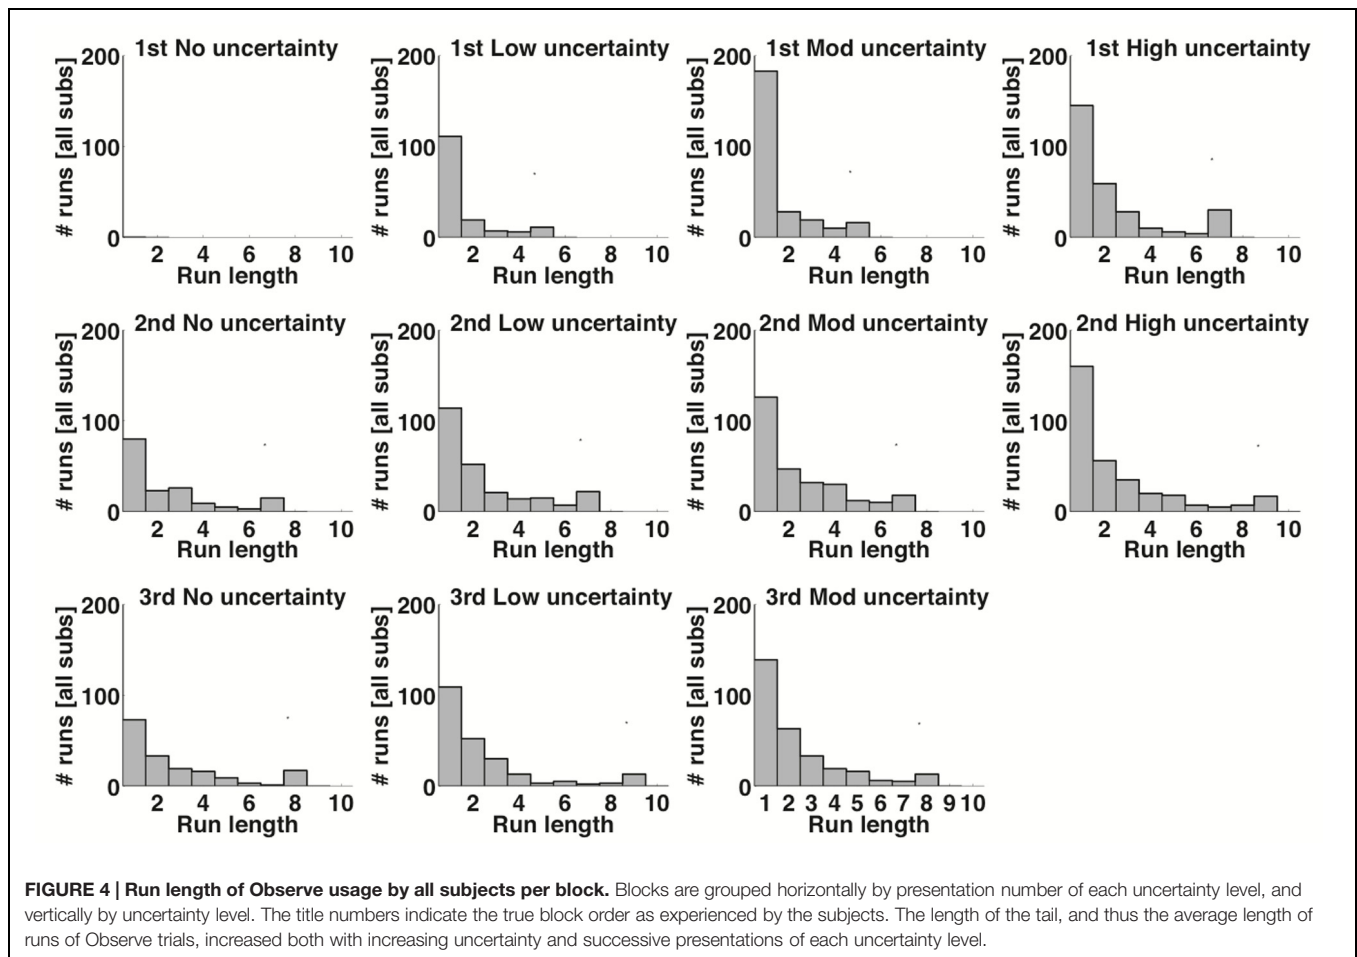 1st No uncertainty
1st Low uncertainty
1st Mod uncertainty
1st High uncertainty
# runs [all subs]
200
100
0
2 4 6 8 10
Run length
# runs [all subs]
200
100
0
2 4 6 8 10
Run length
# runs [all subs]
200
100
0
2 4 6 8 10
Run length
# runs [all subs]
200
100
0
2 4 6 8 10
Run length
2nd No uncertainty
2nd Low uncertainty
2nd Mod uncertainty
2nd High uncertainty
# runs [all subs]
200
100
0
2 4 6 8 10
Run length
# runs [all subs]
200
100
0
2 4 6 8 10
Run length
# runs [all subs]
200
100
0
2 4 6 8 10
Run length
# runs [all subs]
200
100
0
2 4 6 8 10
Run length
3rd No uncertainty
3rd Low uncertainty
3rd Mod uncertainty
# runs [all subs]
200
100
0
2 4 6 8 10
Run length
# runs [all subs]
200
100
0
2 4 6 8 10
Run length
# runs [all subs]
200
100
0
1 2 3 4 5 6 7 8 9 10
Run length
FIGURE 4 | Run length of Observe usage by all subjects per block. Blocks are grouped horizontally by presentation number of each uncertainty level, and
vertically by uncertainty level. The title numbers indicate the true block order as experienced by the subjects. The length of the tail, and thus the average length of
runs of Observe trials, increased both with increasing uncertainty and successive presentations of each uncertainty level.